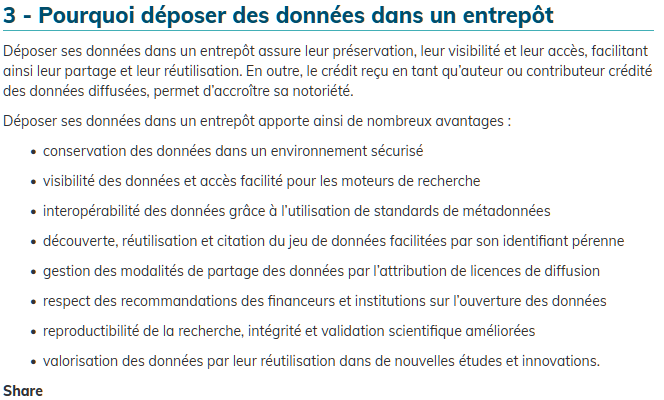 3 - Pourquoi déposer des données dans un entrepôt
Déposer ses données dans un entrepôt assure leur préservation, leur visibilité et leur accès, facilitant
ainsi leur partage et leur réutilisation. En outre, le crédit reçu en tant qu’auteur ou contributeur crédité
des données diffusées, permet d’accroître sa notoriété.
Déposer ses données dans un entrepôt apporte ainsi de nombreux avantages :
• conservation des données dans un environnement sécurisé
• visibilité des données et accès facilité pour les moteurs de recherche
• interopérabilité des données grâce à l’utilisation de standards de métadonnées
• découverte, réutilisation et citation du jeu de données facilitées par son identifiant pérenne
• gestion des modalités de partage des données par l’attribution de licences de diffusion
• respect des recommandations des financeurs et institutions sur l’ouverture des données
• reproductibilité de la recherche, intégrité et validation scientifique améliorées
• valorisation des données par leur réutilisation dans de nouvelles études et innovations.
Share